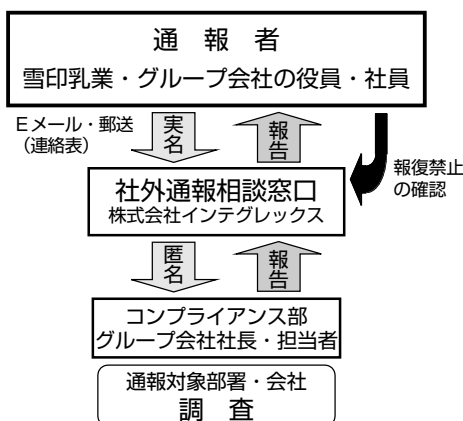 通 報 者
雪印乳業・グループ会社の役員・社員
Eメール・郵送
（連絡表）
実名
報告
報復禁止
の確認
社外通報相談窓口
株式会社インテグレックス
匿名
報告
コンプライアンス部
グループ会社社長・担当者
通報対象部署・会社
調 査